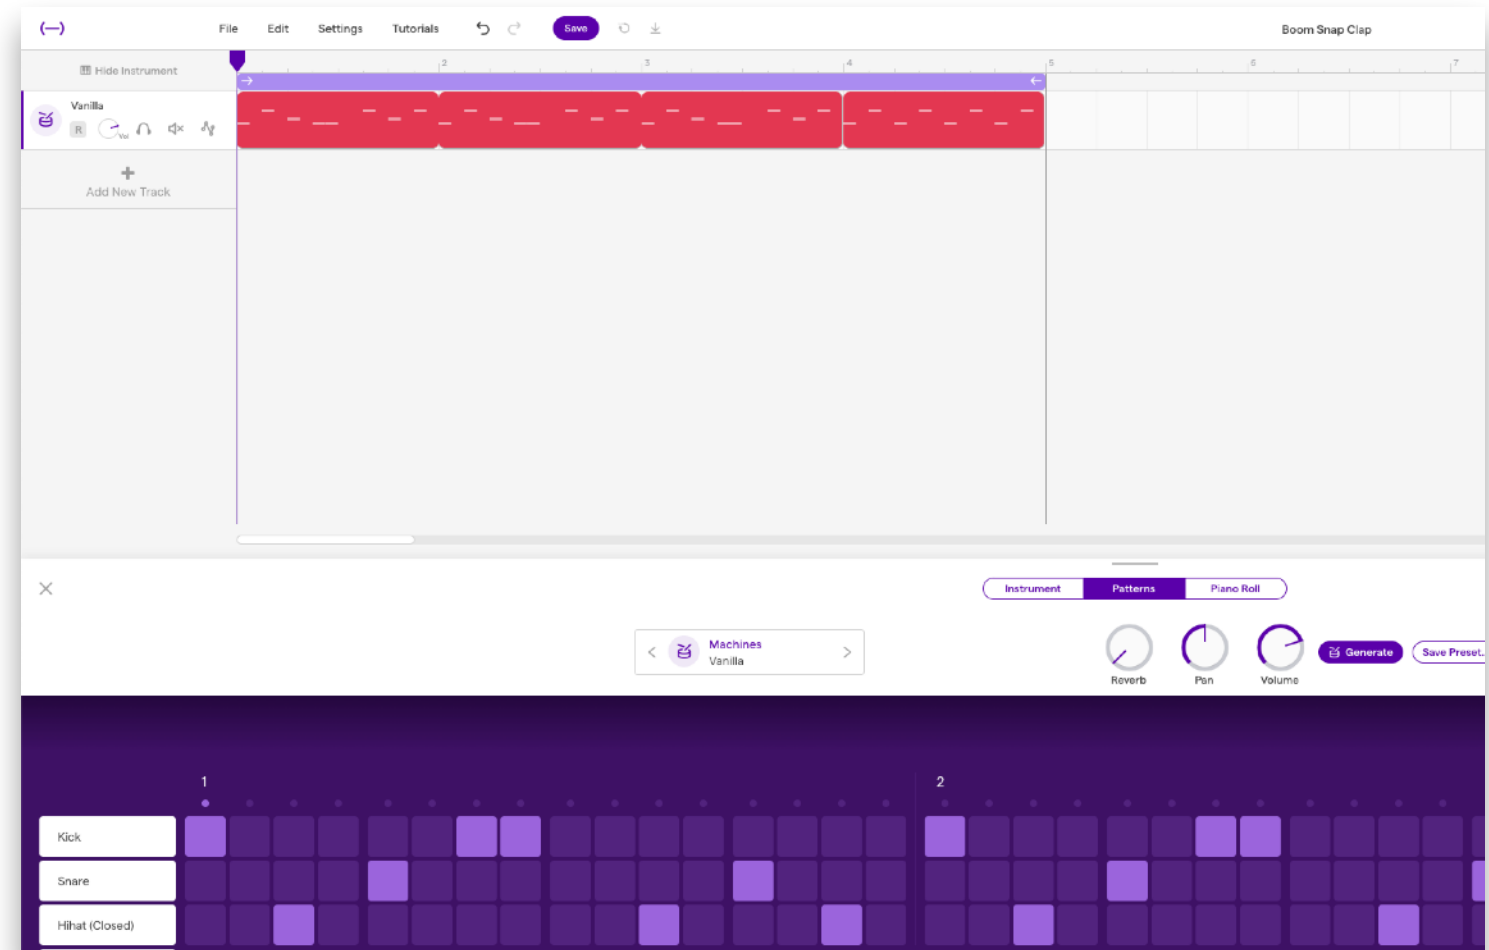 (—)
File Edit Settings Tutorials Save Boom Snap Clap
Hide Instrument
2 3 4 5 6 7
Vanilla
R Vol
Add New Track
Instrument Patterns Piano Roll
Machines
Vanilla
Generate Save Preset...
Reverb Pan Volume
1 2
Kick
Snare
Hihat (Closed)